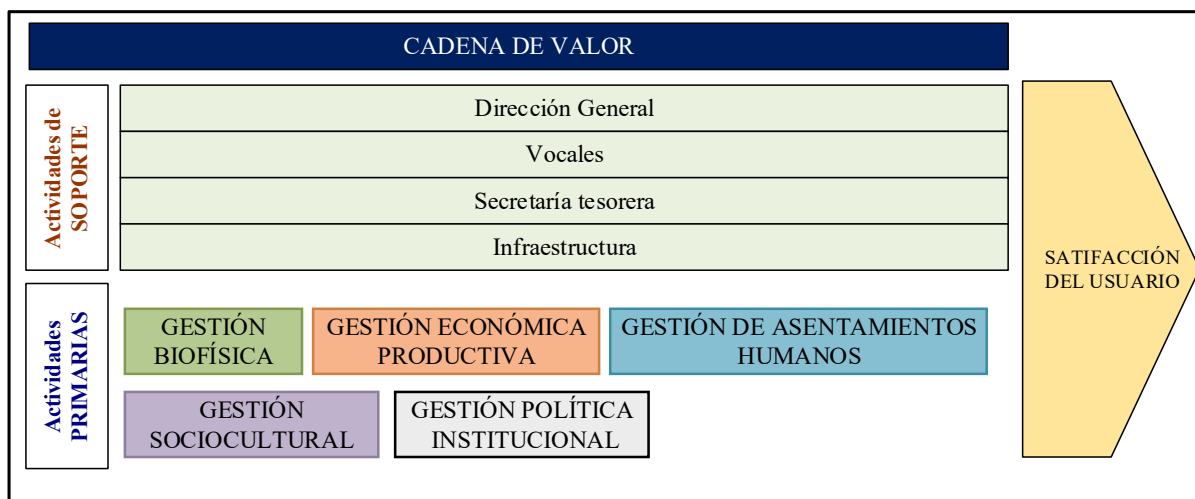 CADENA DE VALOR
Actividades de
SOPORTE
Dirección General
Vocales
Secretaría tesorera
Infraestructura
Actividades
PRIMARIAS
GESTIÓN
BIOFÍSICA
GESTIÓN ECONÓMICA
PRODUCTIVA
GESTIÓN DE ASENTAMIENTOS
HUMANOS
GESTIÓN
SOCIOCULTURAL
GESTIÓN POLÍTICA
INSTITUCIONAL
SATIFACCIÓN
DEL USUARIO